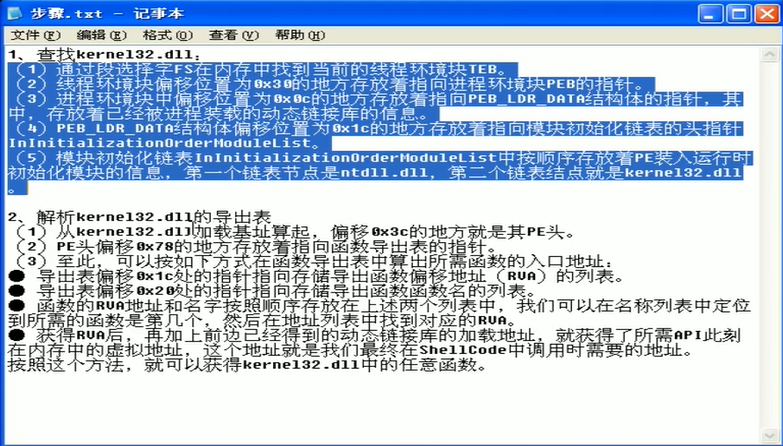 步骤.txt - 记事本
文件(F) 编辑(E) 格式(O) 查看(V) 帮助(H)
1、查找kernel32.dll:
（1）通过段选择字FS在内存中找到当前的线程环境块TEB。
（2）线程环境块偏移位置为0x30的地方存放着指向进程环境块PEB的指针。
（3）进程环境块中偏移位置为0x0c的地方存放着指向PEB_LDR_DATA结构体的指针，其
中，存放着已经被进程装载的动态链接库的信息。
（4）PEB_LDR_DATA结构体偏移位置为0x1c的地方存放着指向模块初始化链表的头指针
InInitializationOrderModuleList。
（5）模块初始化链表InInitializationOrderModuleList中按顺序存放着PE装入运行时
初始化模块的信息，第一个链表节点是ntdll.dll，第二个链表结点就是kernel32.dll
。
2、解析kernel32.dll的导出表
（1）从kernel32.dll加载基址算起，偏移0x3c的地方就是其PE头。
（2）PE头偏移0x78的地方存放着指向函数导出表的指针。
（3）至此，可以按如下方式在函数导出表中算出所需函数的入口地址：
● 导出表偏移0x1c处的指针指向存储导出函数偏移地址（RVA）的列表。
● 导出表偏移0x20处的指针指向存储导出函数函数名的列表。
● 函数的RVA地址和名字按照顺序存放在上述两个列表中，我们可以在名称列表中定位
到所需的函数是第几个，然后在地址列表中找到对应的RVA。
● 获得RVA后，再加上前边已经得到的动态链接库的加载地址，就获得了所需API此刻
在内存中的虚拟地址，这个地址就是我们最终在ShellCode中调用时需要的地址。
按照这个方法，就可以获得kernel32.dll中的任意函数。